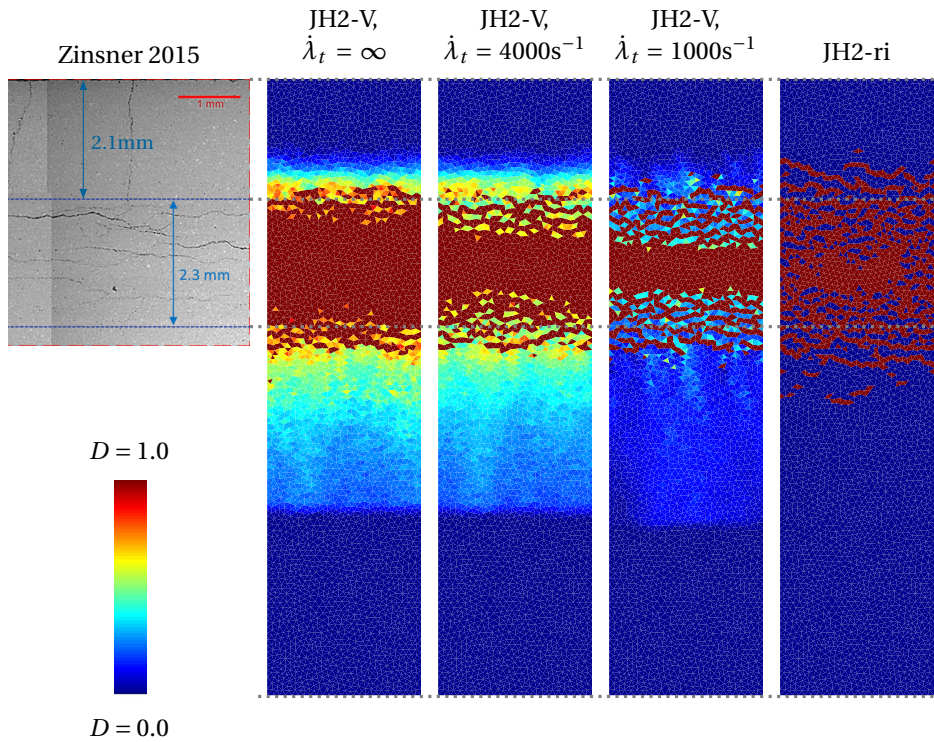 Zinsner 2015
JH2-V,
λ̇ₜ = ∞
JH2-V,
λ̇ₜ = 4000s⁻¹
JH2-V,
λ̇ₜ = 1000s⁻¹
JH2-ri
1 mm
2.1mm
2.3 mm
D = 1.0
D = 0.0